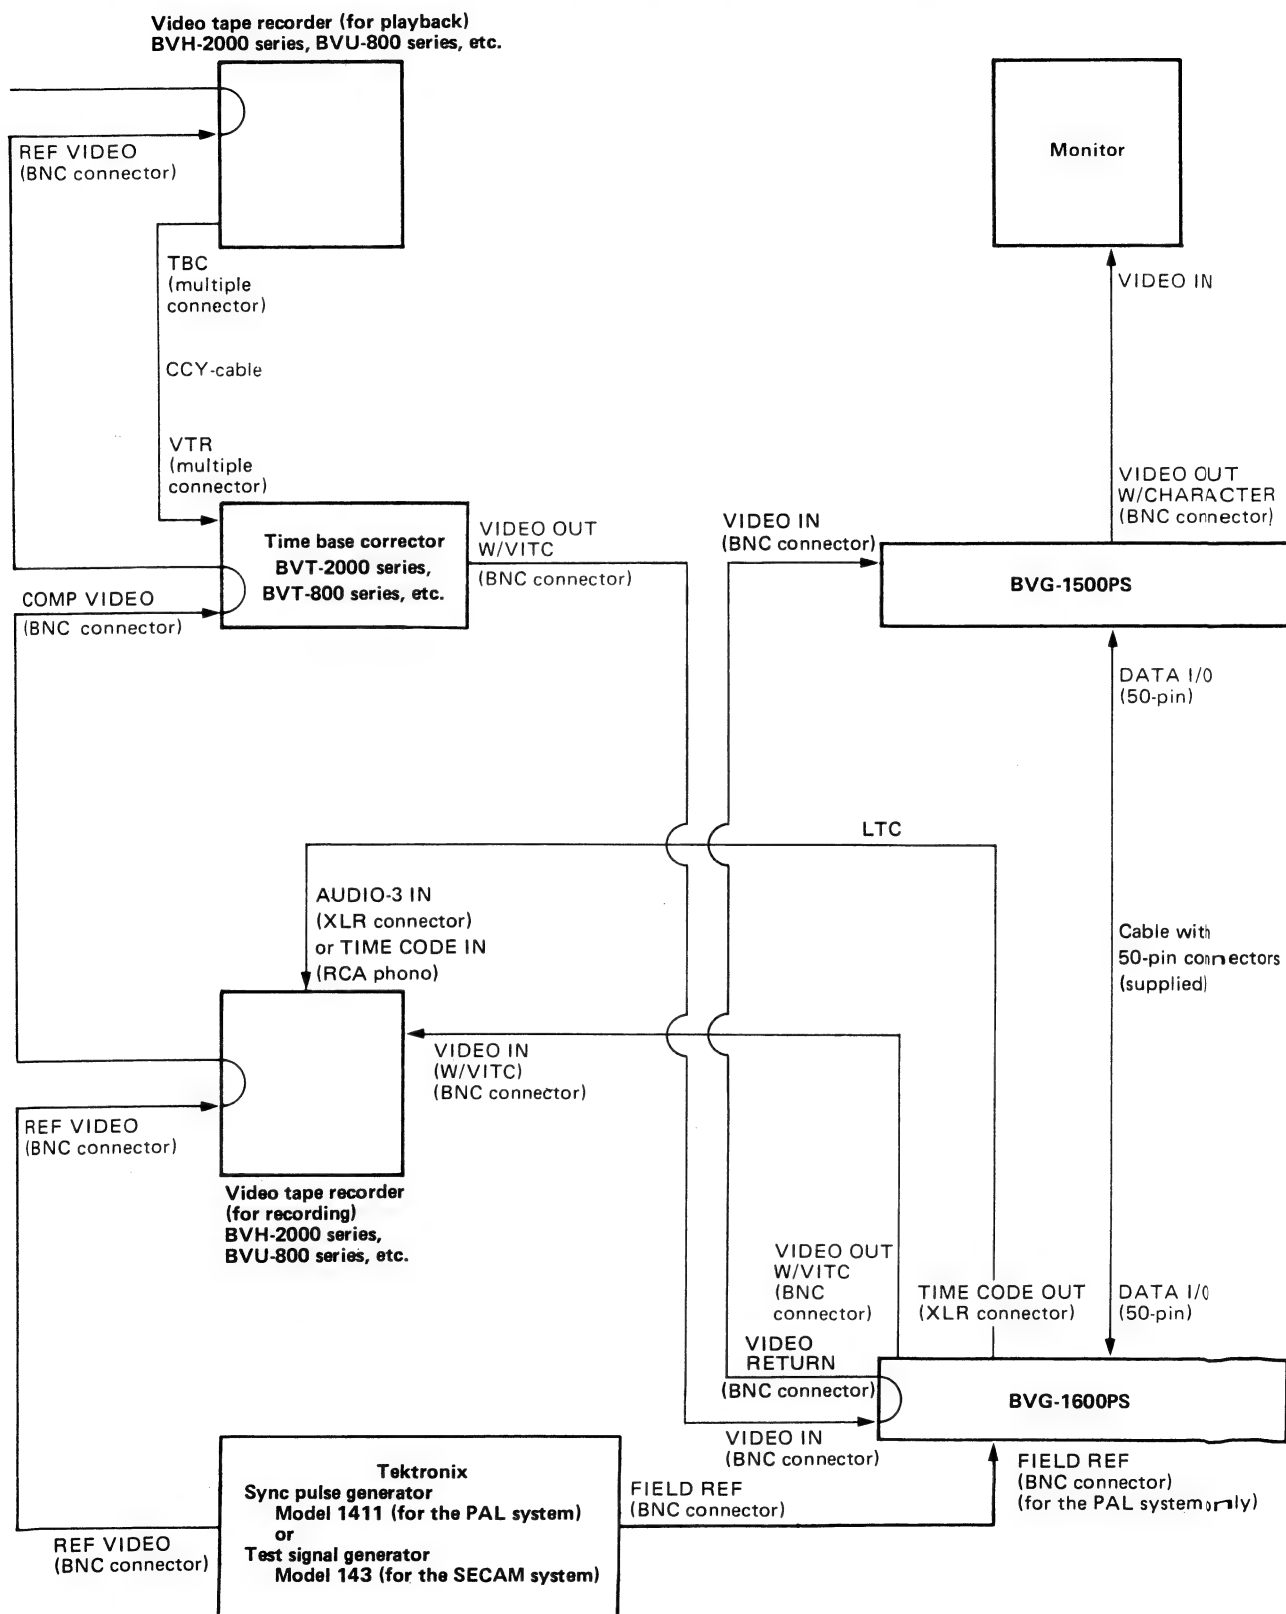 Video tape recorder (for playback)
BVH-2000 series, BVU-800 series, etc.
REF VIDEO
(BNC connector)
Monitor
VIDEO IN
TBC
(multiple
connector)
CCY-cable
VTR
(multiple
connector)
Time base corrector
BVT-2000 series,
BVT-800 series, etc.
VIDEO OUT
W/VITC
(BNC connector)
COMP VIDEO
(BNC connector)
VIDEO IN
(BNC connector)
VIDEO OUT
W/CHARACTER
(BNC connector)
BVG-1500PS
DATA I/O
(50-pin)
LTC
AUDIO-3 IN
(XLR connector)
or TIME CODE IN
(RCA phono)
Cable with
50-pin connectors
(supplied)
VIDEO IN
(W/VITC)
(BNC connector)
REF VIDEO
(BNC connector)
Video tape recorder
(for recording)
BVH-2000 series,
BVU-800 series, etc.
VIDEO OUT
W/VITC
(BNC
connector)
TIME CODE OUT
(XLR connector)
DATA I/O
(50-pin)
VIDEO
RETURN
(BNC connector)
BVG-1600PS
VIDEO IN
(BNC connector)
Tektronix
Sync pulse generator
Model 1411 (for the PAL system)
or
Test signal generator
Model 143 (for the SECAM system)
FIELD REF
(BNC connector)
FIELD REF
(BNC connector)
(for the PAL system only)
REF VIDEO
(BNC connector)